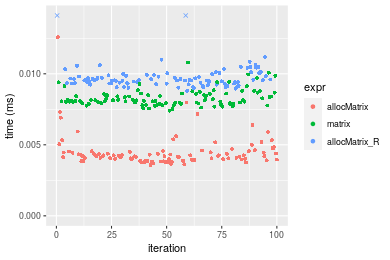 time (ms)
0.010
0.005
0.000
0
25
50
75
100
iteration
expr
allocMatrix
matrix
allocMatrix_R